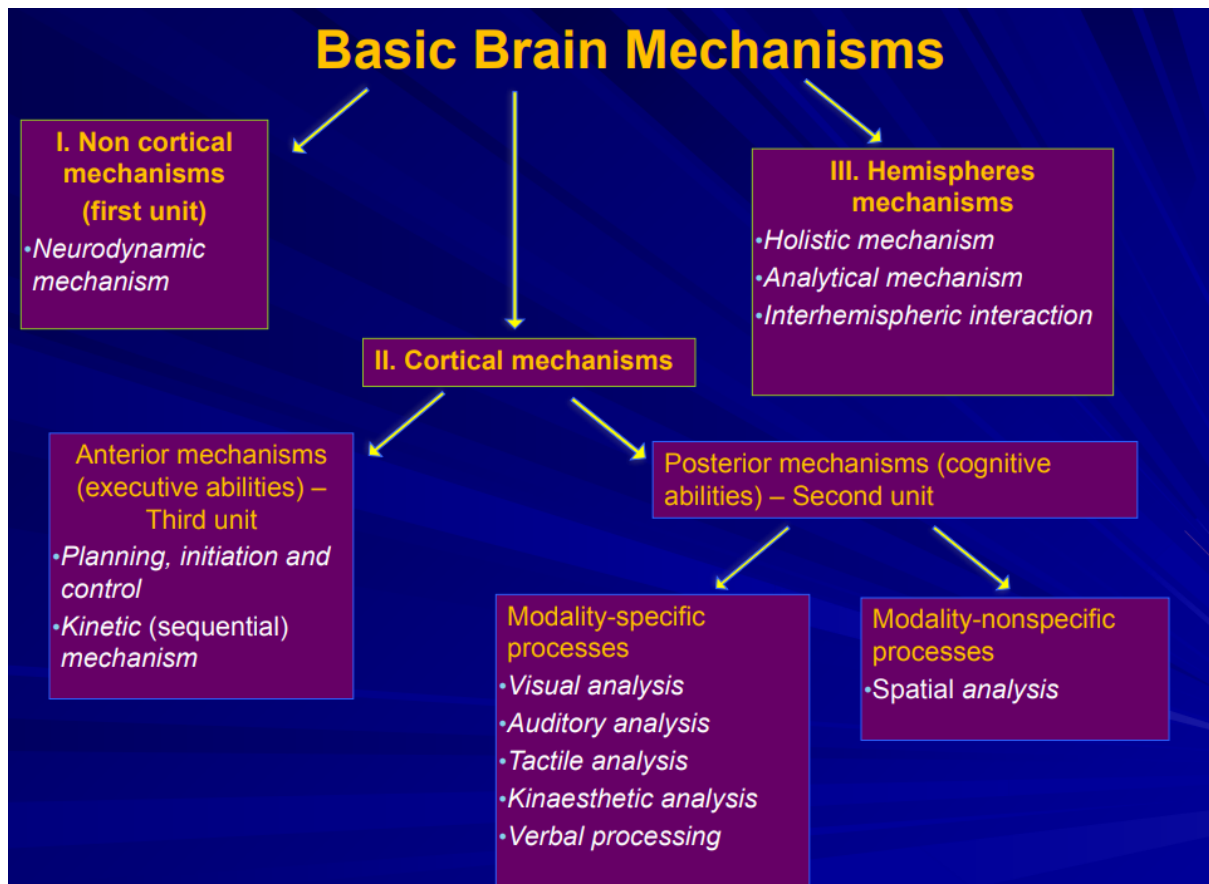 Basic Brain Mechanisms
I. Non cortical
mechanisms
(first unit)
•Neurodynamic
mechanism
III. Hemispheres
mechanisms
•Holistic mechanism
•Analytical mechanism
•Interhemispheric interaction
II. Cortical mechanisms
Anterior mechanisms
(executive abilities) –
Third unit
•Planning, initiation and
control
•Kinetic (sequential)
mechanism
Posterior mechanisms (cognitive
abilities) – Second unit
Modality-specific
processes
•Visual analysis
•Auditory analysis
•Tactile analysis
•Kinaesthetic analysis
•Verbal processing
Modality-nonspecific
processes
•Spatial analysis